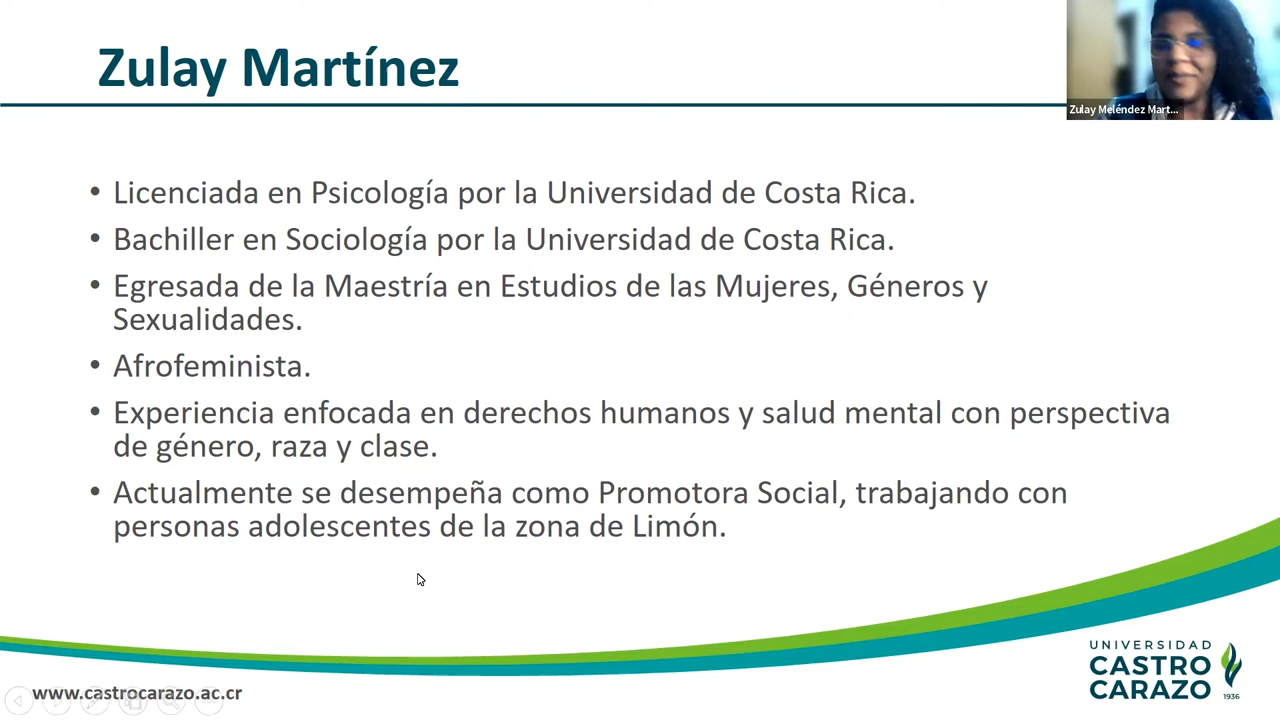 Zulay Martínez
Zulay Meléndez Mart...
• Licenciada en Psicología por la Universidad de Costa Rica.
• Bachiller en Sociología por la Universidad de Costa Rica.
• Egresada de la Maestría en Estudios de las Mujeres, Géneros y
Sexualidades.
• Afrofeminista.
• Experiencia enfocada en derechos humanos y salud mental con perspectiva
de género, raza y clase.
• Actualmente se desempeña como Promotora Social, trabajando con
personas adolescentes de la zona de Limón.
www.castrocarazo.ac.cr
UNIVERSIDAD
CASTRO
CARAZO
1936